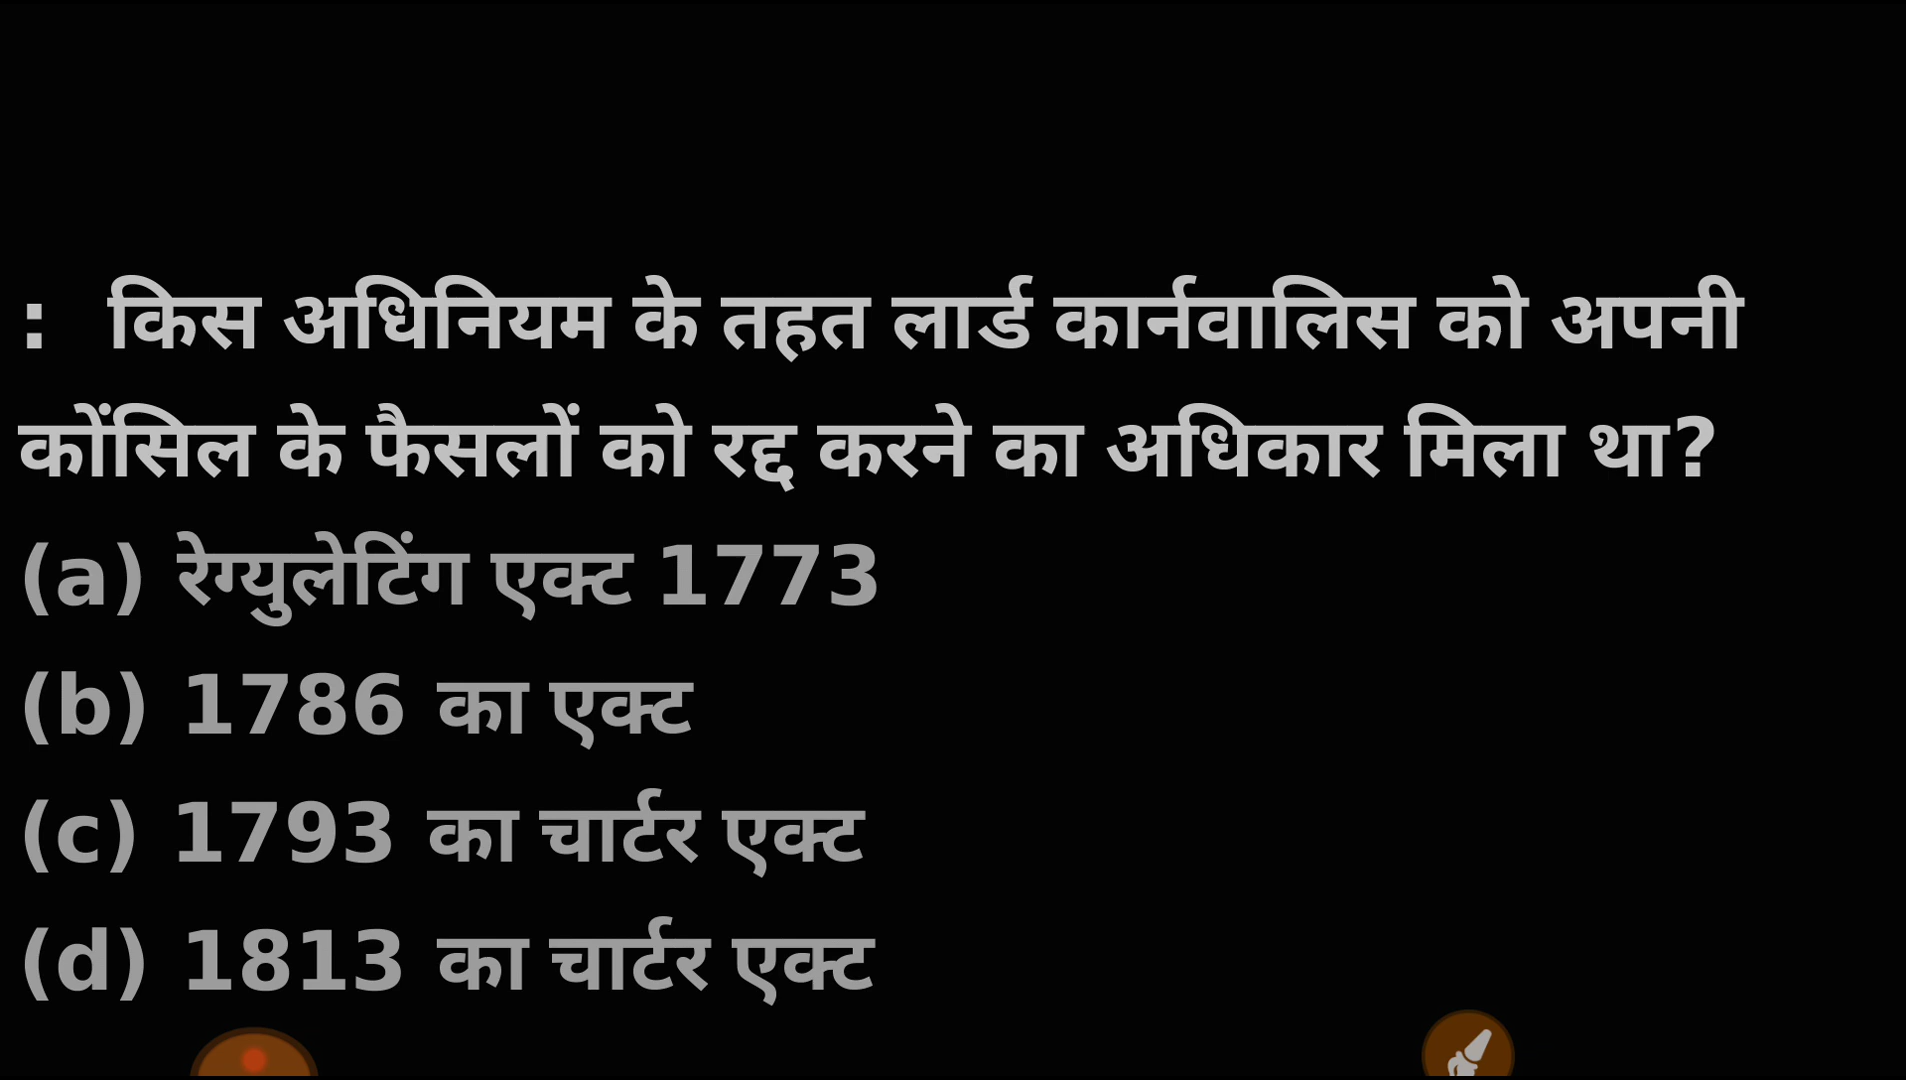 : किस अधिनियम के तहत लार्ड कार्नवालिस को अपनी
कोंसिल के फैसलों को रद्द करने का अधिकार मिला था?
(a) रेग्युलेटिंग एक्ट 1773
(b) 1786 का एक्ट
(c) 1793 का चार्टर एक्ट
(d) 1813 का चार्टर एक्ट